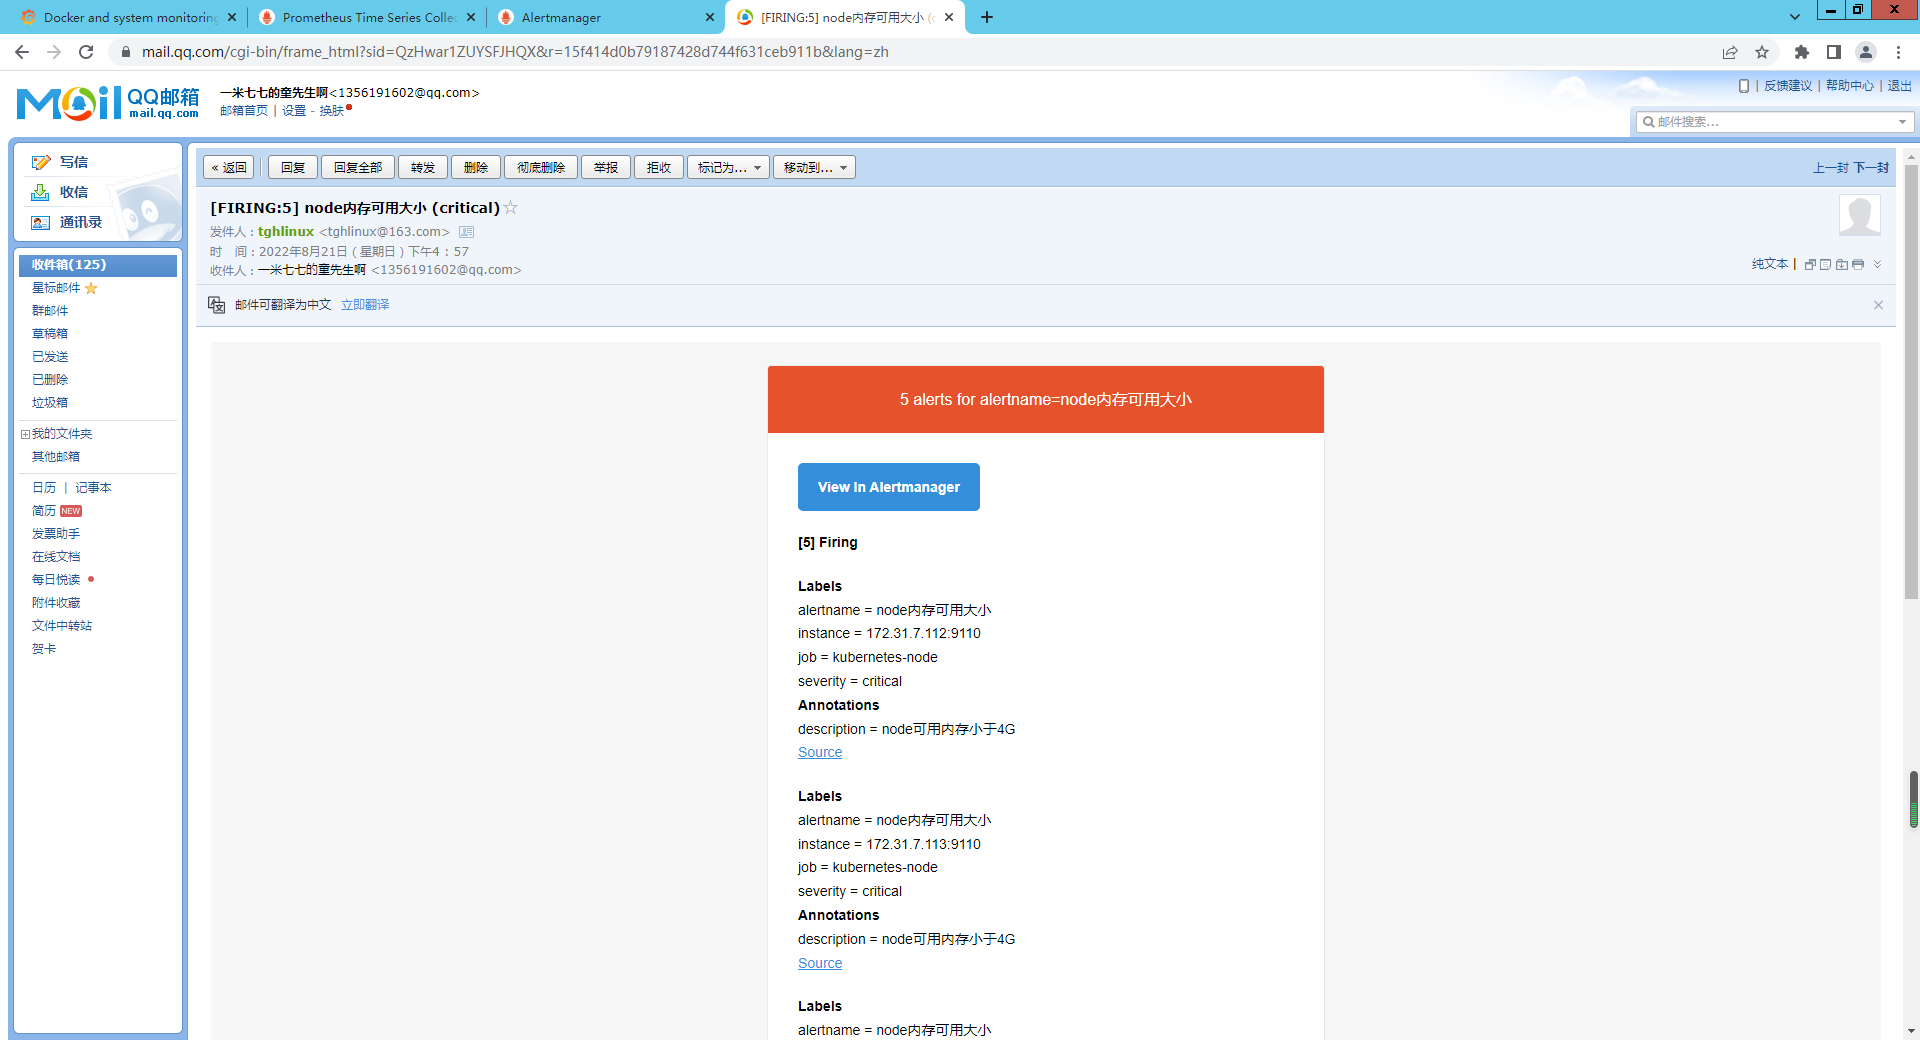 Docker and system monitoring
Prometheus Time Series Colle
Alertmanager
[FIRING:5] node内存可用大小 (
mail.qq.com/cgi-bin/frame_html?sid=QzHwar1ZUYSFJHQX&r=15f414d0b79187428d744f631ceb911b&lang=zh
Mail QQ邮箱
mail.qq.com
一米七七的童先生啊<1356191602@qq.com>
邮箱首页 | 设置 - 换肤
| 反馈建议 | 帮助中心 | 退出
邮件搜索...
写信
收信
通讯录
收件箱(125)
星标邮件
群邮件
草稿箱
已发送
已删除
垃圾箱
我的文件夹
其他邮箱
日历 | 记事本
简历 NEW
发票助手
在线文档
每日悦读
附件收藏
文件中转站
贺卡
« 返回
回复
回复全部
转发
删除
彻底删除
举报
拒收
标记为...
移动到...
上一封 下一封
[FIRING:5] node内存可用大小 (critical)☆
发件人：tghlinux <tghlinux@163.com>
时　间：2022年8月21日 (星期日) 下午4：57
收件人：一米七七的童先生啊 <1356191602@qq.com>
纯文本 |
邮件可翻译为中文 立即翻译
5 alerts for alertname=node内存可用大小
View In Alertmanager
[5] Firing
Labels
alertname = node内存可用大小
instance = 172.31.7.112:9110
job = kubernetes-node
severity = critical
Annotations
description = node可用内存小于4G
Source
Labels
alertname = node内存可用大小
instance = 172.31.7.113:9110
job = kubernetes-node
severity = critical
Annotations
description = node可用内存小于4G
Source
Labels
alertname = node内存可用大小